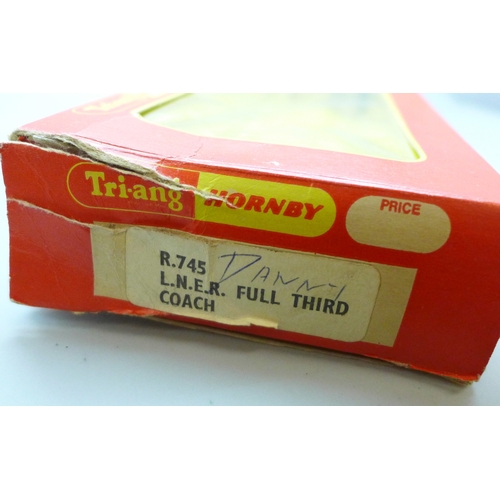 Tri-ang HORNBY
PRICE
R.745 DANNY
L.N.E.R. FULL THIRD
COACH